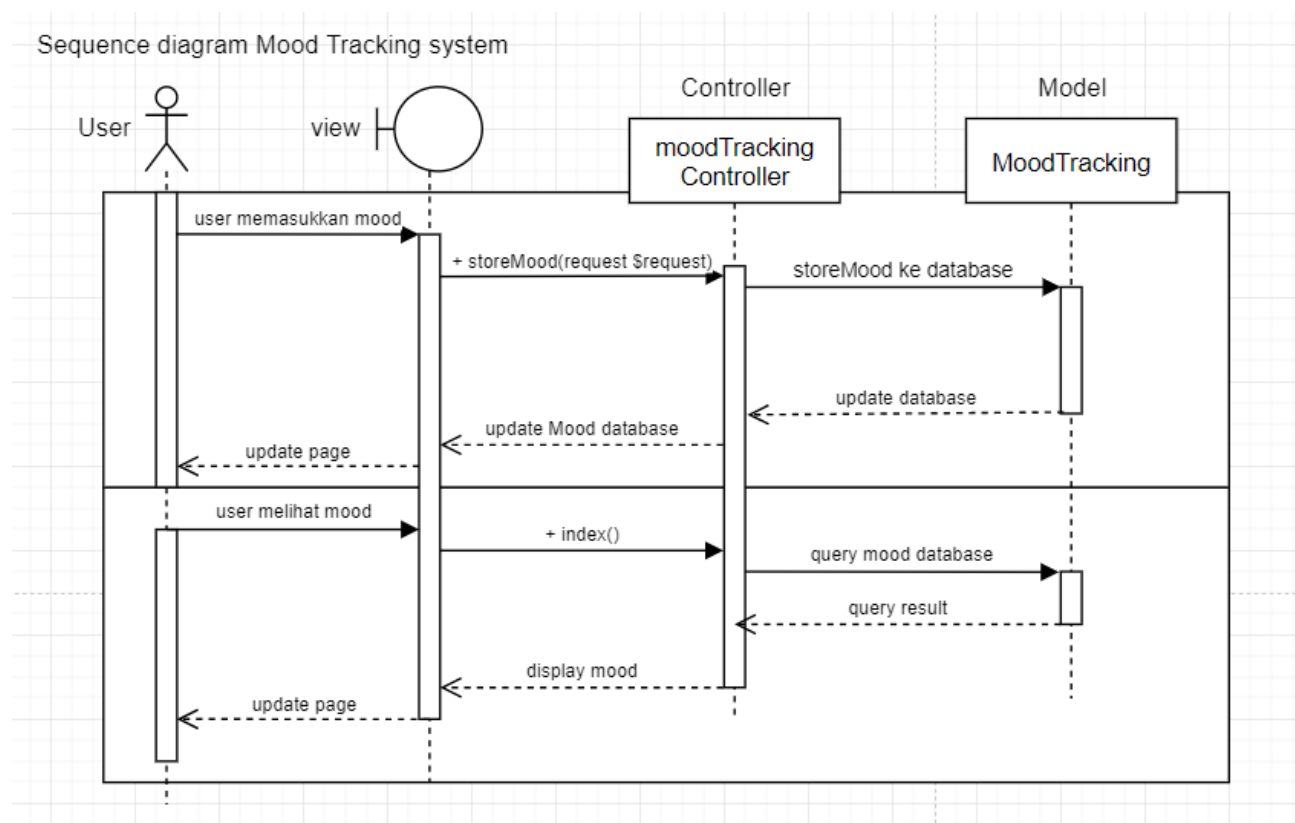 Sequence diagram Mood Tracking system
Controller
Model
User
view
moodTracking
Controller
MoodTracking
user memasukkan mood
+ storeMood(request $request)
storeMood ke database
update database
update Mood database
update page
user melihat mood
+ index()
query mood database
query result
display mood
update page